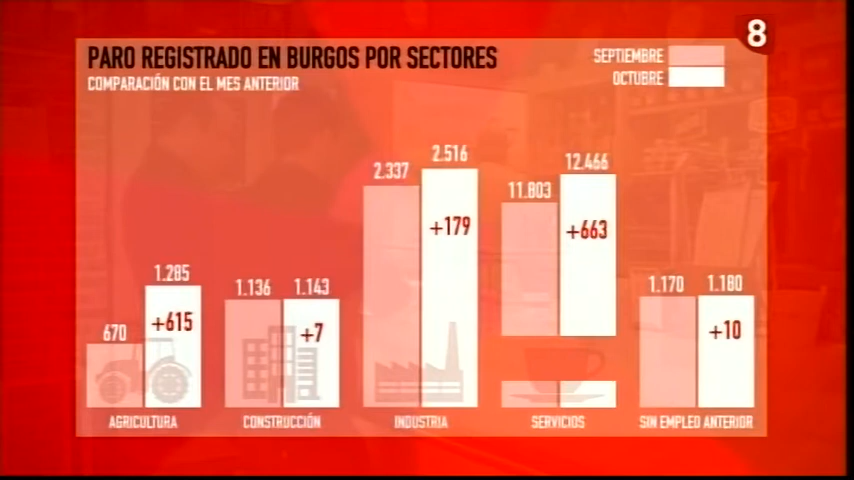 8
PARO REGISTRADO EN BURGOS POR SECTORES
COMPARACIÓN CON EL MES ANTERIOR
SEPTIEMBRE
OCTUBRE
670
1.285
+615
AGRICULTURA
1.136
1.143
+7
CONSTRUCCIÓN
2.337
2.516
+179
INDUSTRIA
11.803
12.466
+663
SERVICIOS
1.170
1.180
+10
SIN EMPLEO ANTERIOR